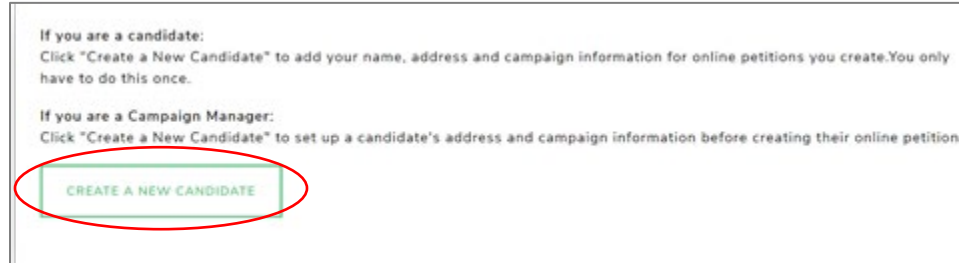 If you are a candidate:
Click "Create a New Candidate" to add your name, address and campaign information for online petitions you create.You only
have to do this once.
If you are a Campaign Manager:
Click "Create a New Candidate" to set up a candidate's address and campaign information before creating their online petition
CREATE A NEW CANDIDATE